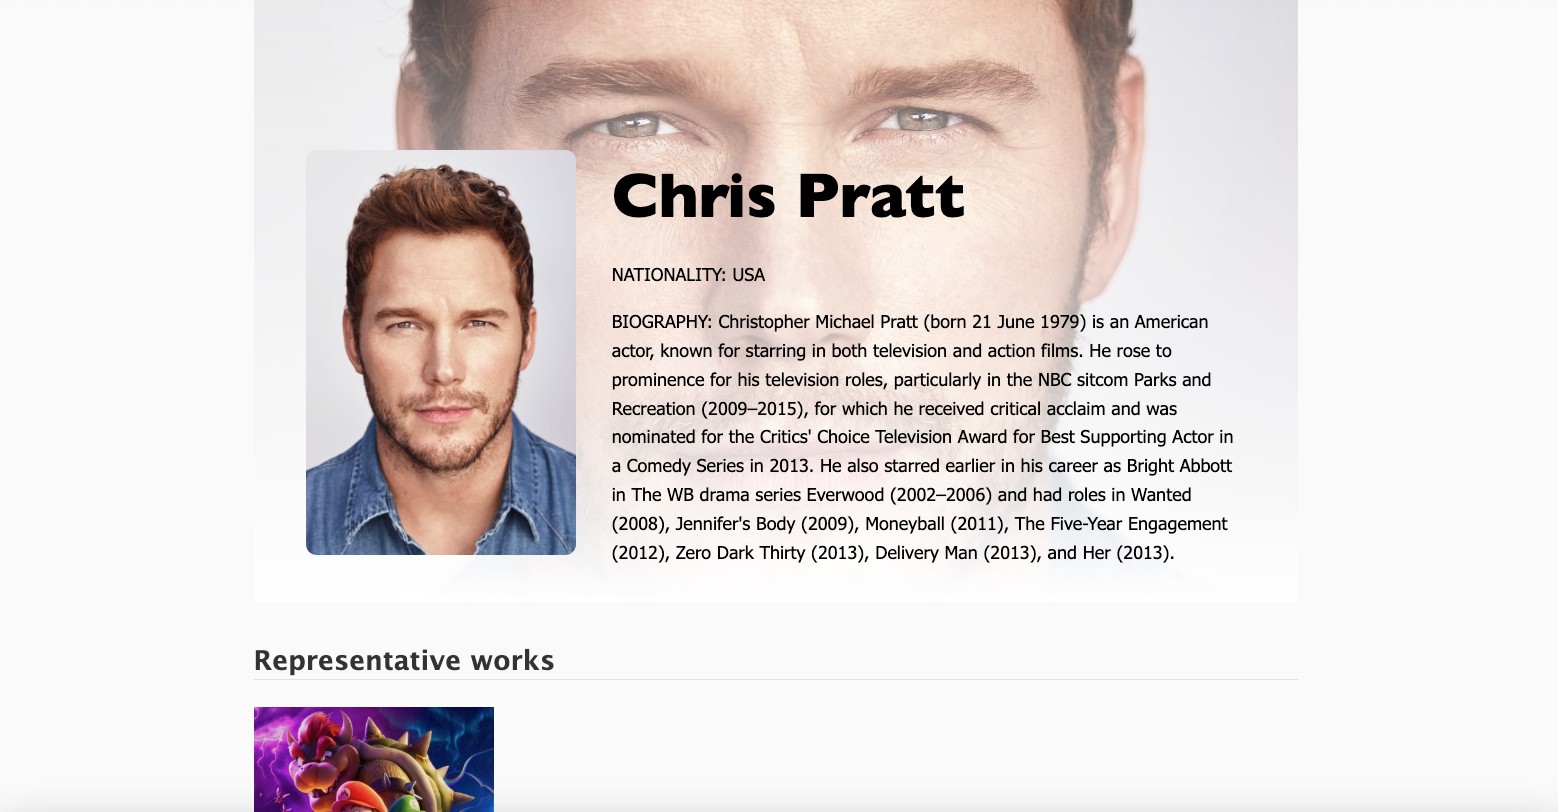 Chris Pratt
NATIONALITY: USA
BIOGRAPHY: Christopher Michael Pratt (born 21 June 1979) is an American
actor, known for starring in both television and action films. He rose to
prominence for his television roles, particularly in the NBC sitcom Parks and
Recreation (2009–2015), for which he received critical acclaim and was
nominated for the Critics' Choice Television Award for Best Supporting Actor in
a Comedy Series in 2013. He also starred earlier in his career as Bright Abbott
in The WB drama series Everwood (2002–2006) and had roles in Wanted
(2008), Jennifer's Body (2009), Moneyball (2011), The Five-Year Engagement
(2012), Zero Dark Thirty (2013), Delivery Man (2013), and Her (2013).
Representative works